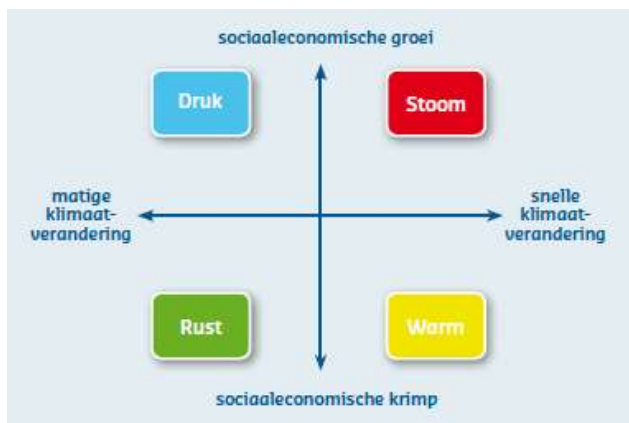 sociaaleconomische groei
Druk
Stoom
matige
klimaat-
verandering
snelle
klimaat-
verandering
Rust
Warm
sociaaleconomische krimp